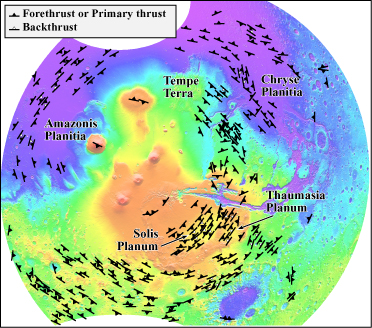 Forethrust or Primary thrust
Backthrust
Tempe
Terra
Chryse
Planitia
Amazonis
Planitia
Thaumasia
Planum
Solis
Planum